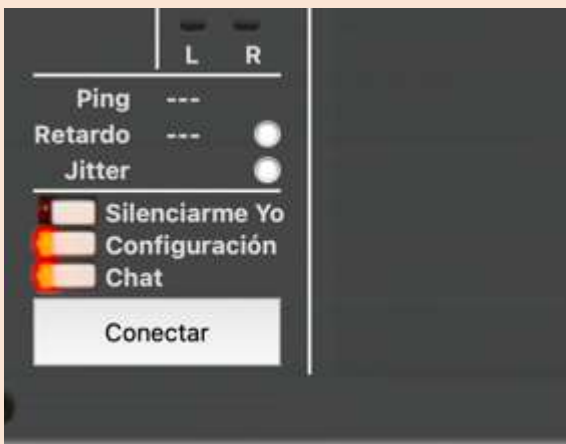 L R
Ping ---
Retardo ---
Jitter
Silenciarme Yo
Configuración
Chat
Conectar